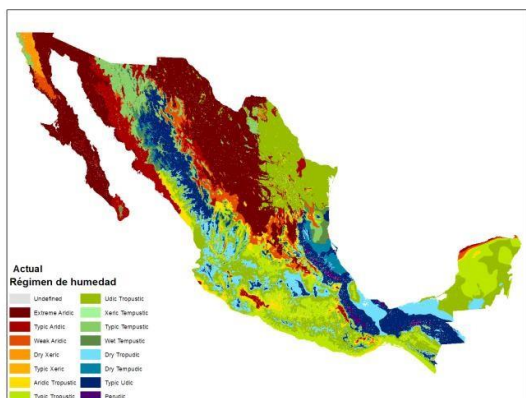 Actual
Régimen de humedad
Undefined
Extreme Aridic
Typic Aridic
Weak Aridic
Dry Xeric
Typic Xeric
Aridic Tropustic
Typic Tropustic
Udic Tropustic
Xeric Tempustic
Typic Tempustic
Wet Tempustic
Dry Tropudic
Dry Tempudic
Typic Udic
Perudic